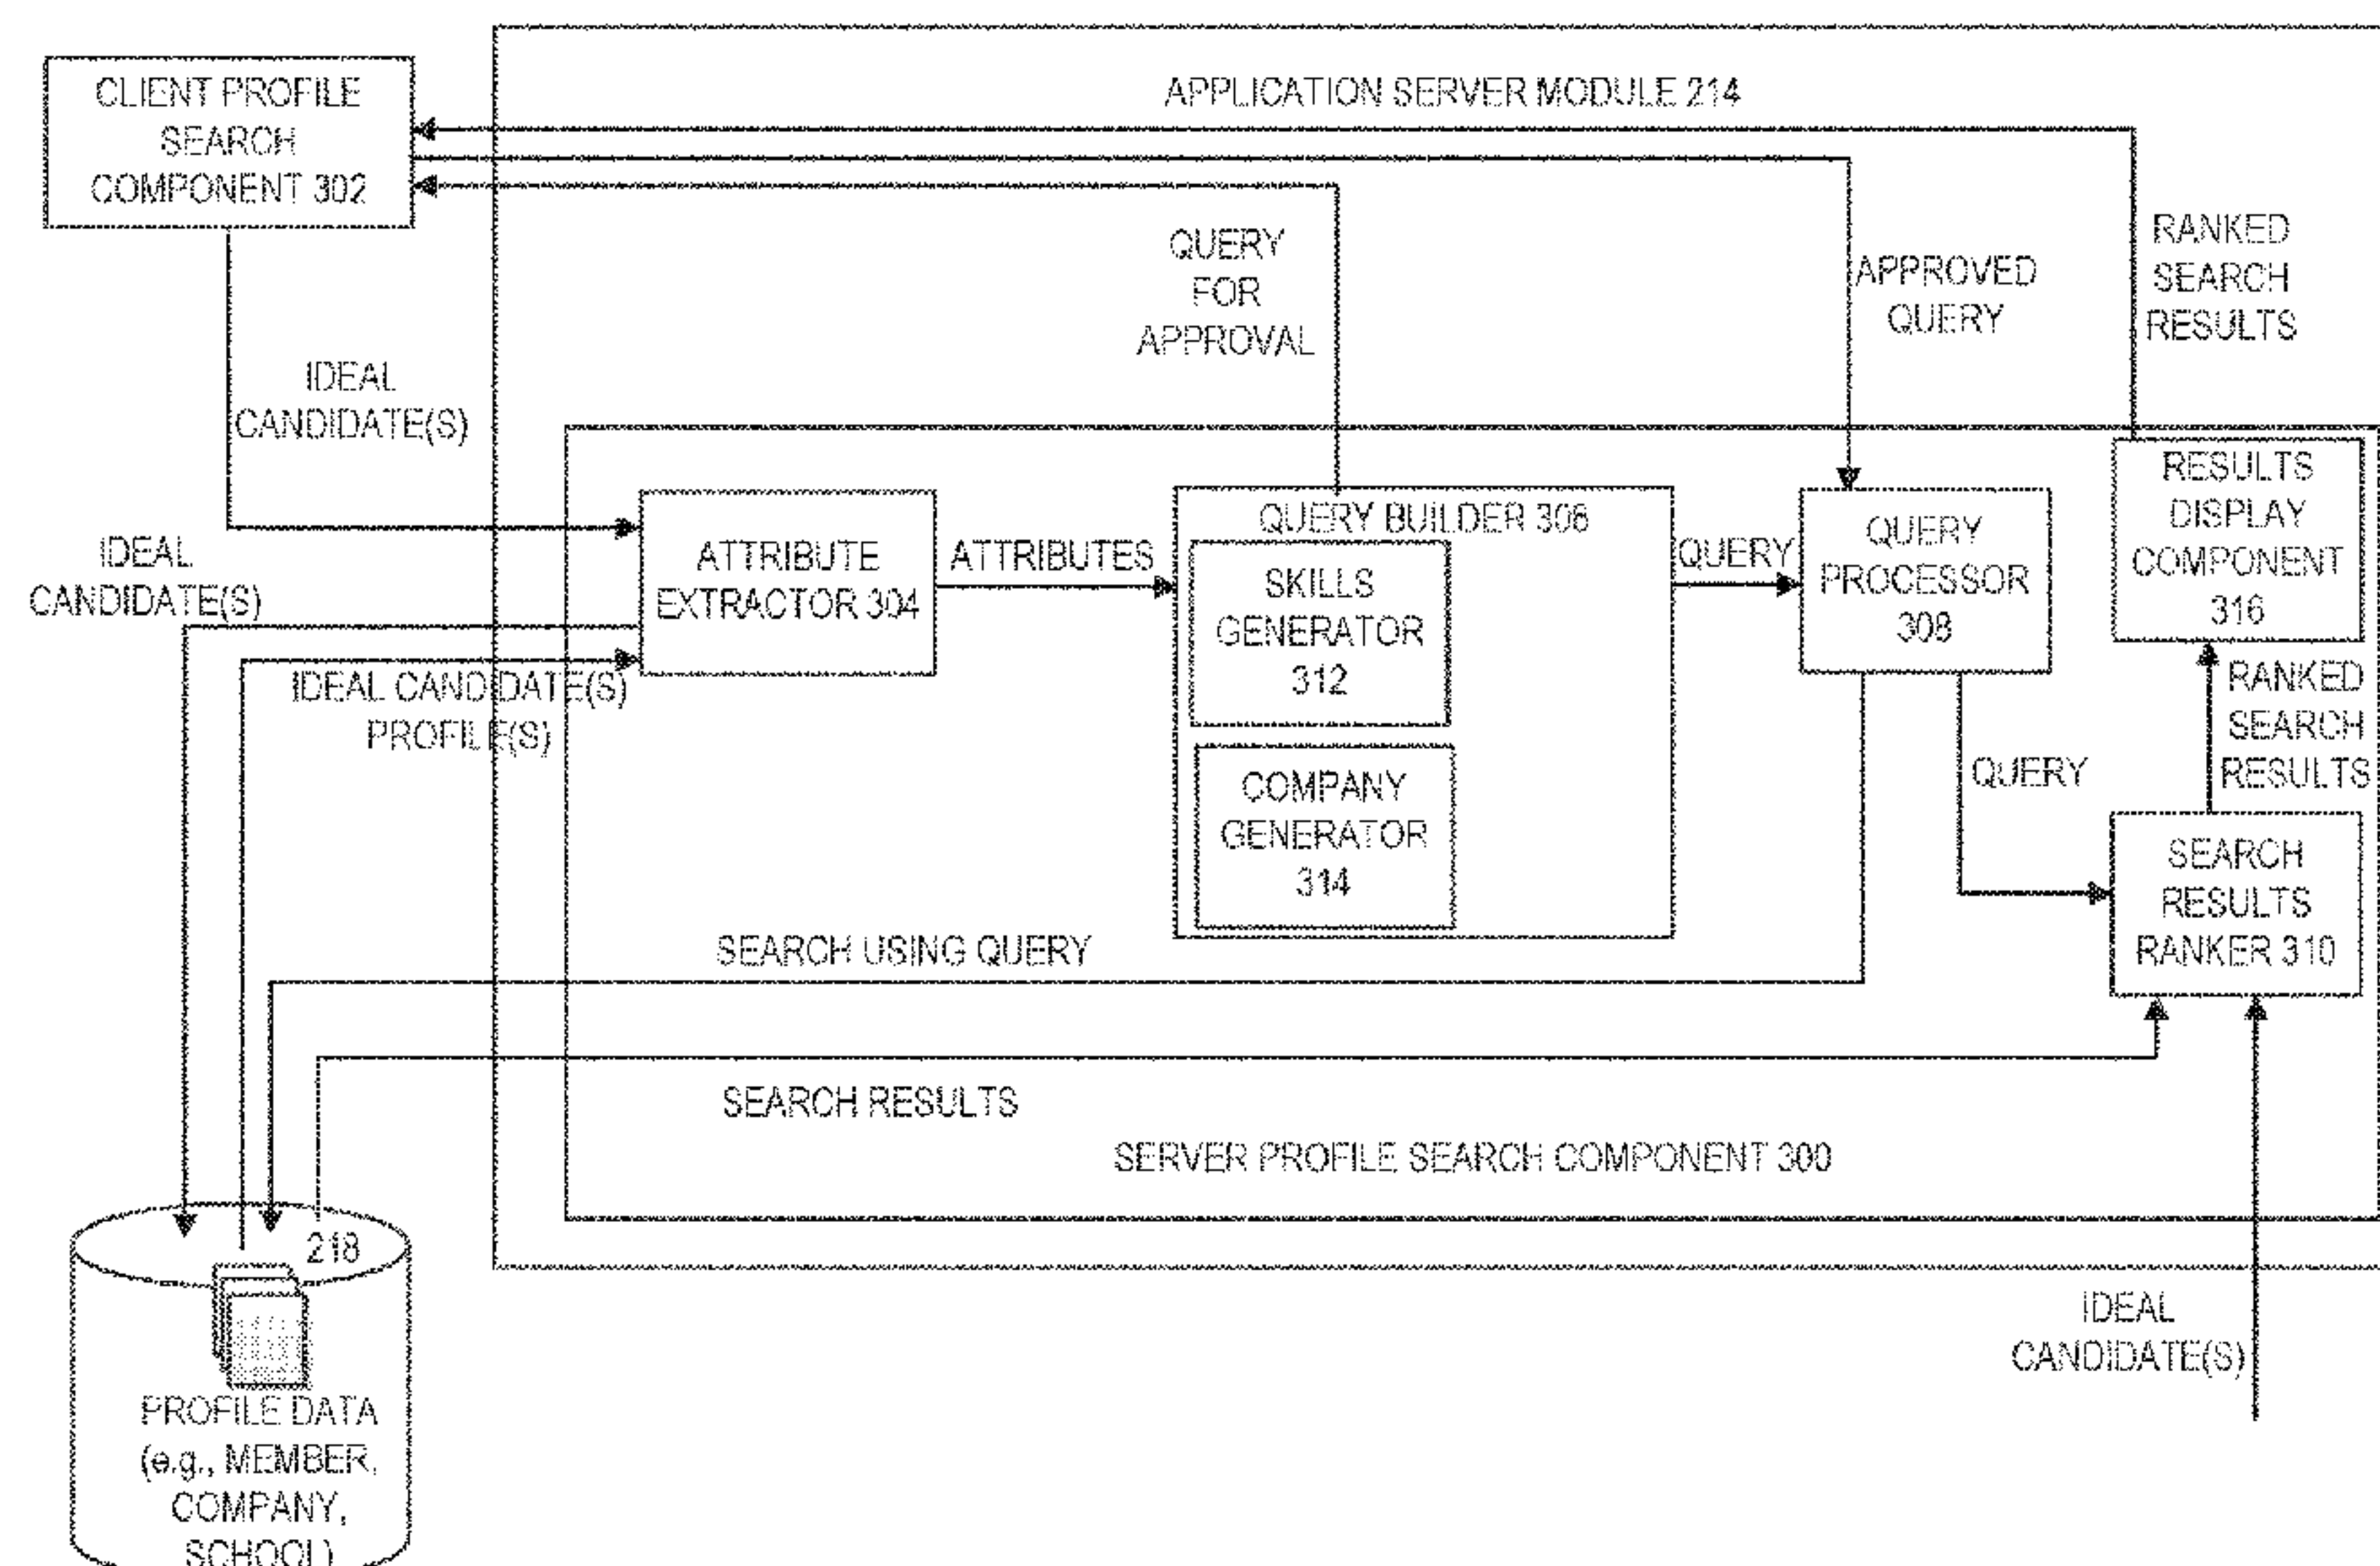 CLIENT PROFILE
SEARCH
COMPONENT 302
APPLICATION SERVER MODULE 214
QUERY
FOR
APPROVAL
APPROVED
QUERY
RANKED
SEARCH
RESULTS
IDEAL
CANDIDATE(S)
IDEAL
CANDIDATE(S)
IDEAL CANDIDATE(S)
PROFILE(S)
ATTRIBUTE
EXTRACTOR 304
ATTRIBUTES
QUERY BUILDER 306
SKILLS
GENERATOR
312
COMPANY
GENERATOR
314
QUERY
QUERY
PROCESSOR
308
RESULTS
DISPLAY
COMPONENT
316
RANKED
SEARCH
RESULTS
QUERY
SEARCH
RESULTS
RANKER 310
SEARCH USING QUERY
SEARCH RESULTS
SERVER PROFILE SEARCH COMPONENT 300
218
PROFILE DATA
(e.g., MEMBER,
COMPANY,
SCHOOL)
IDEAL
CANDIDATE(S)